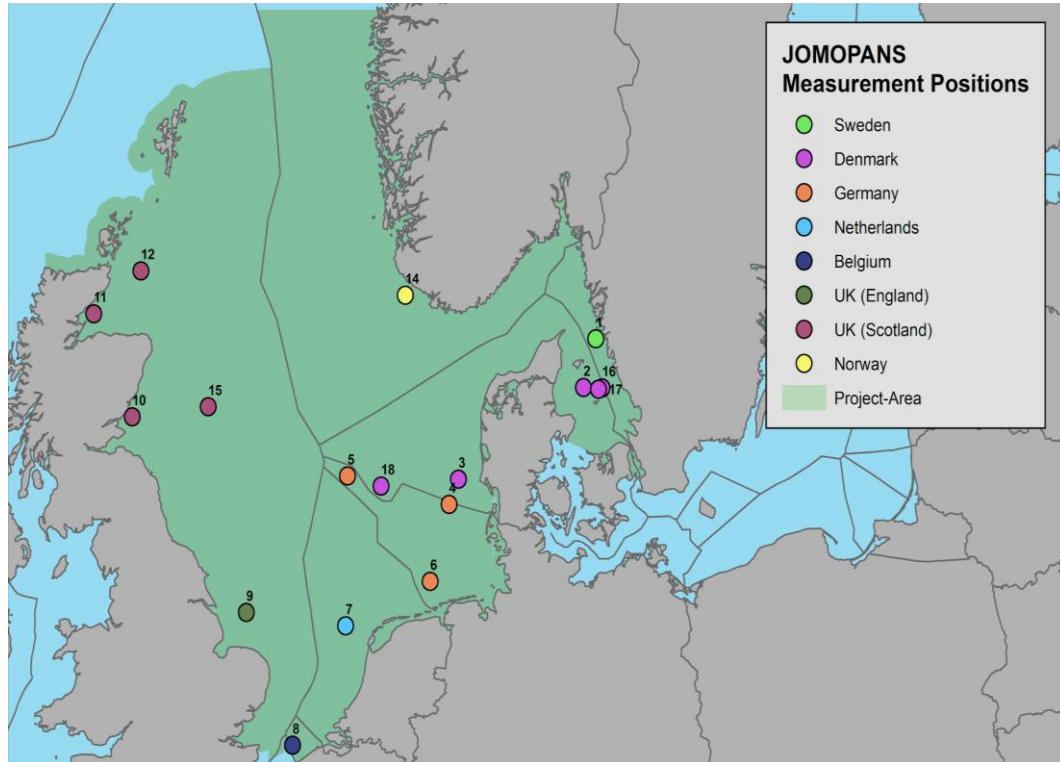 JOMOPANS
Measurement Positions
Sweden
Denmark
Germany
Netherlands
Belgium
UK (England)
UK (Scotland)
Norway
Project-Area
12
14
11
1
2
16
17
15
10
5
18
3
4
6
9
7
8